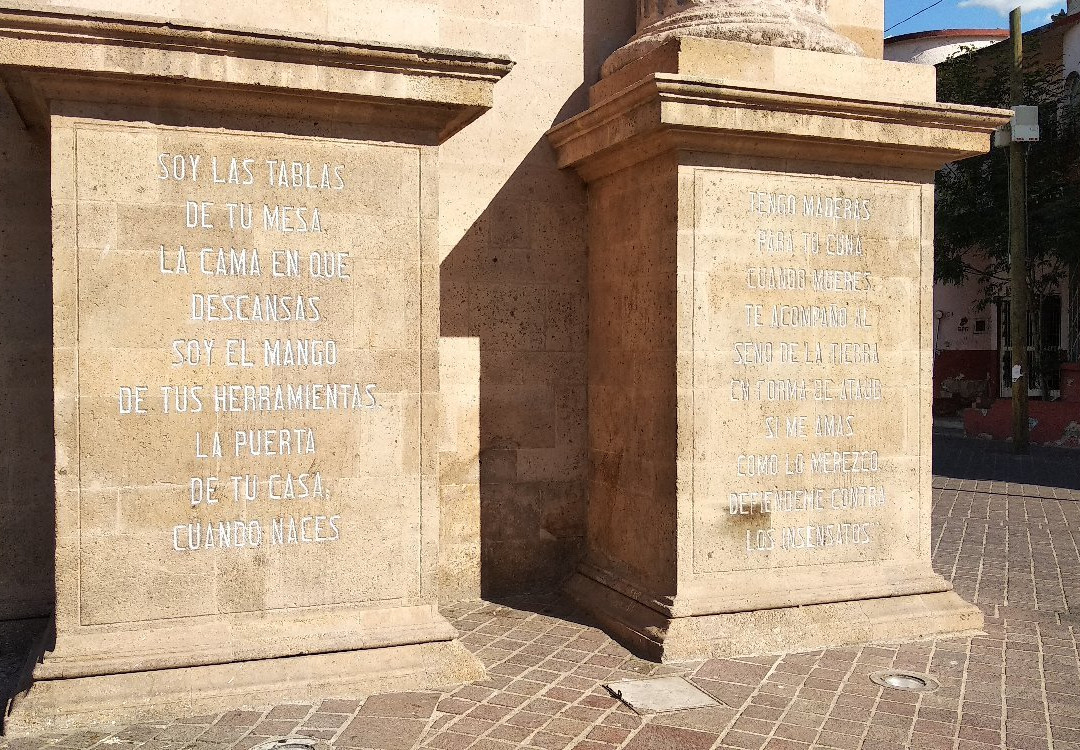 SOY LAS TABLAS
DE TU MESA,
LA CAMA EN QUE
DESCANSAS.
SOY EL MANGO
DE TUS HERRAMIENTAS.
LA PUERTA
DE TU CASA;
CUANDO NACES
TENGO MADERAS
PARA TU CUNA
CUANDO MUERES,
TE ACOMPAÑO AL
SENO DE LA TIERRA
EN FORMA DE ATAUD.
SI ME AMAS
COMO LO MEREZCO,
DEFIENDEME CONTRA
LOS INSENSATOS"